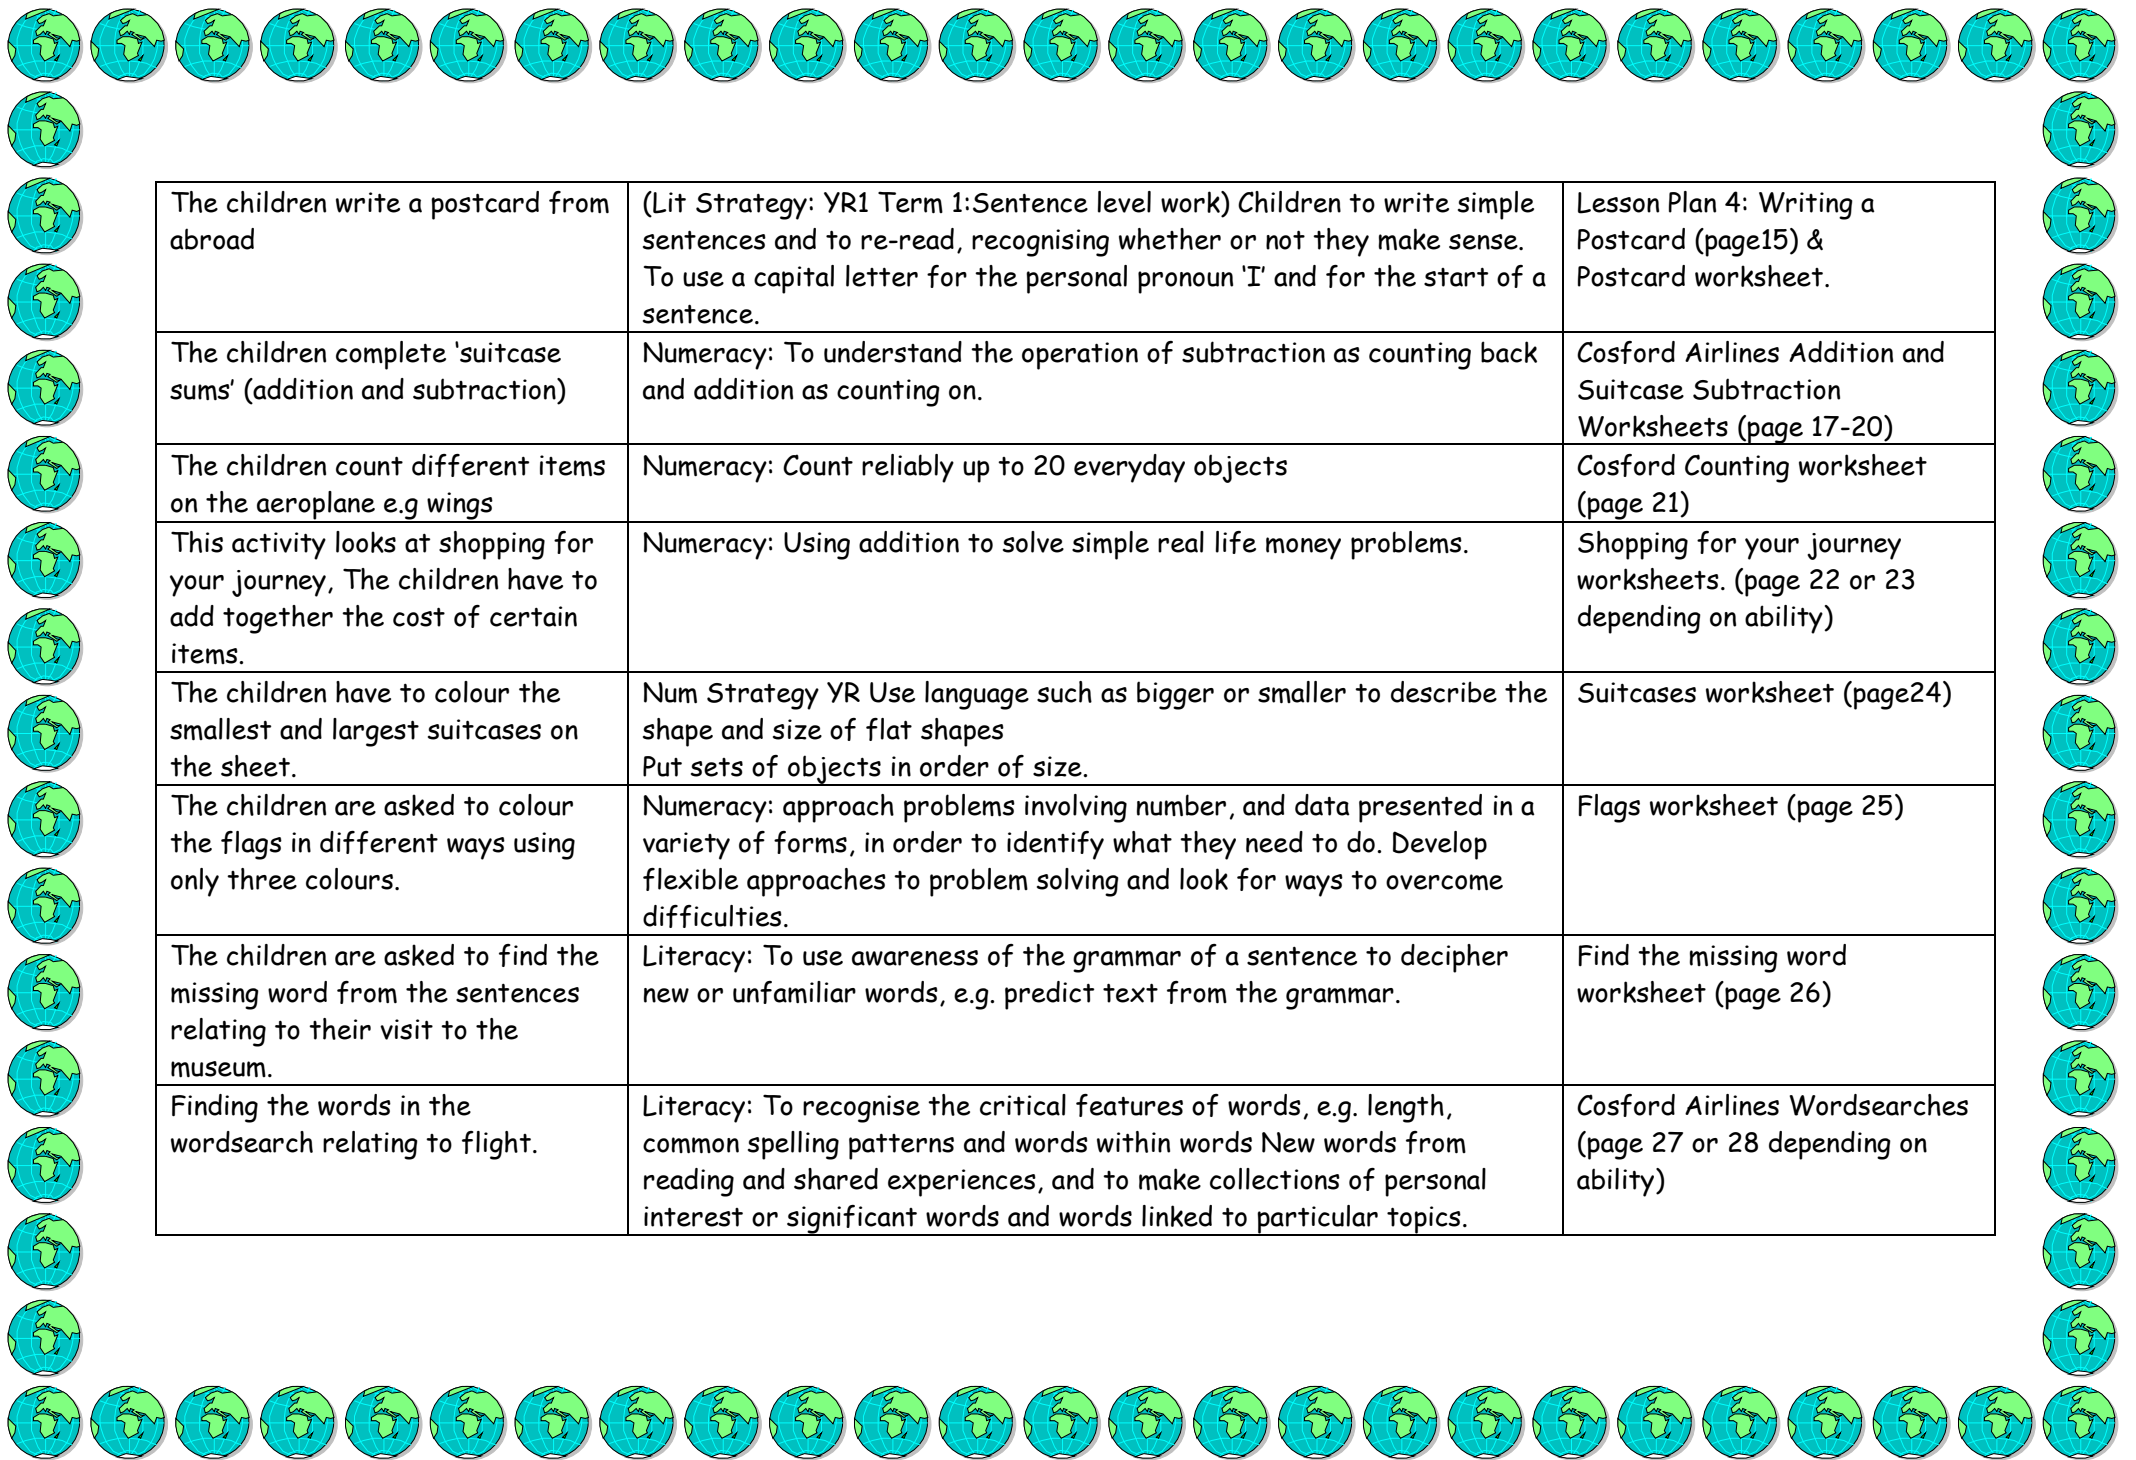 The children write a postcard from
abroad
(Lit Strategy: YR1 Term 1:Sentence level work) Children to write simple
sentences and to re-read, recognising whether or not they make sense.
To use a capital letter for the personal pronoun ‘I’ and for the start of a
sentence.
Lesson Plan 4: Writing a
Postcard (page15) &
Postcard worksheet.
The children complete ‘suitcase
sums’ (addition and subtraction)
Numeracy: To understand the operation of subtraction as counting back
and addition as counting on.
Cosford Airlines Addition and
Suitcase Subtraction
Worksheets (page 17-20)
The children count different items
on the aeroplane e.g wings
Numeracy: Count reliably up to 20 everyday objects
Cosford Counting worksheet
(page 21)
This activity looks at shopping for
your journey, The children have to
add together the cost of certain
items.
Numeracy: Using addition to solve simple real life money problems.
Shopping for your journey
worksheets. (page 22 or 23
depending on ability)
The children have to colour the
smallest and largest suitcases on
the sheet.
Num Strategy YR Use language such as bigger or smaller to describe the
shape and size of flat shapes
Put sets of objects in order of size.
Suitcases worksheet (page24)
The children are asked to colour
the flags in different ways using
only three colours.
Numeracy: approach problems involving number, and data presented in a
variety of forms, in order to identify what they need to do. Develop
flexible approaches to problem solving and look for ways to overcome
difficulties.
Flags worksheet (page 25)
The children are asked to find the
missing word from the sentences
relating to their visit to the
museum.
Literacy: To use awareness of the grammar of a sentence to decipher
new or unfamiliar words, e.g. predict text from the grammar.
Find the missing word
worksheet (page 26)
Finding the words in the
wordsearch relating to flight.
Literacy: To recognise the critical features of words, e.g. length,
common spelling patterns and words within words New words from
reading and shared experiences, and to make collections of personal
interest or significant words and words linked to particular topics.
Cosford Airlines Wordsearches
(page 27 or 28 depending on
ability)